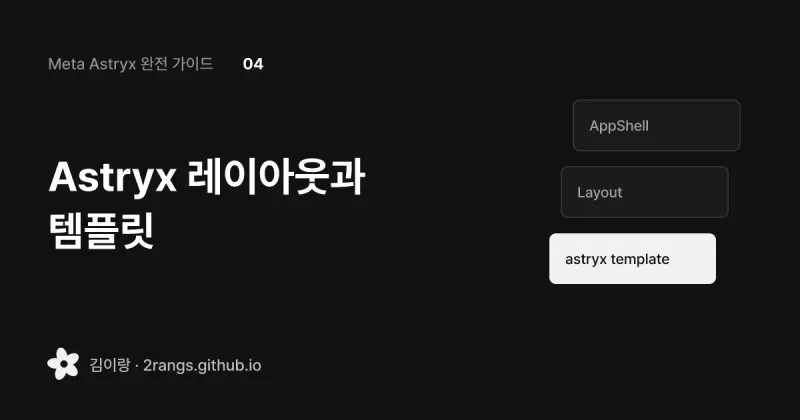 Meta Astryx 완전 가이드 04
Astryx 레이아웃과
템플릿
AppShell
Layout
astryx template
김이랑 · 2rangs.github.io